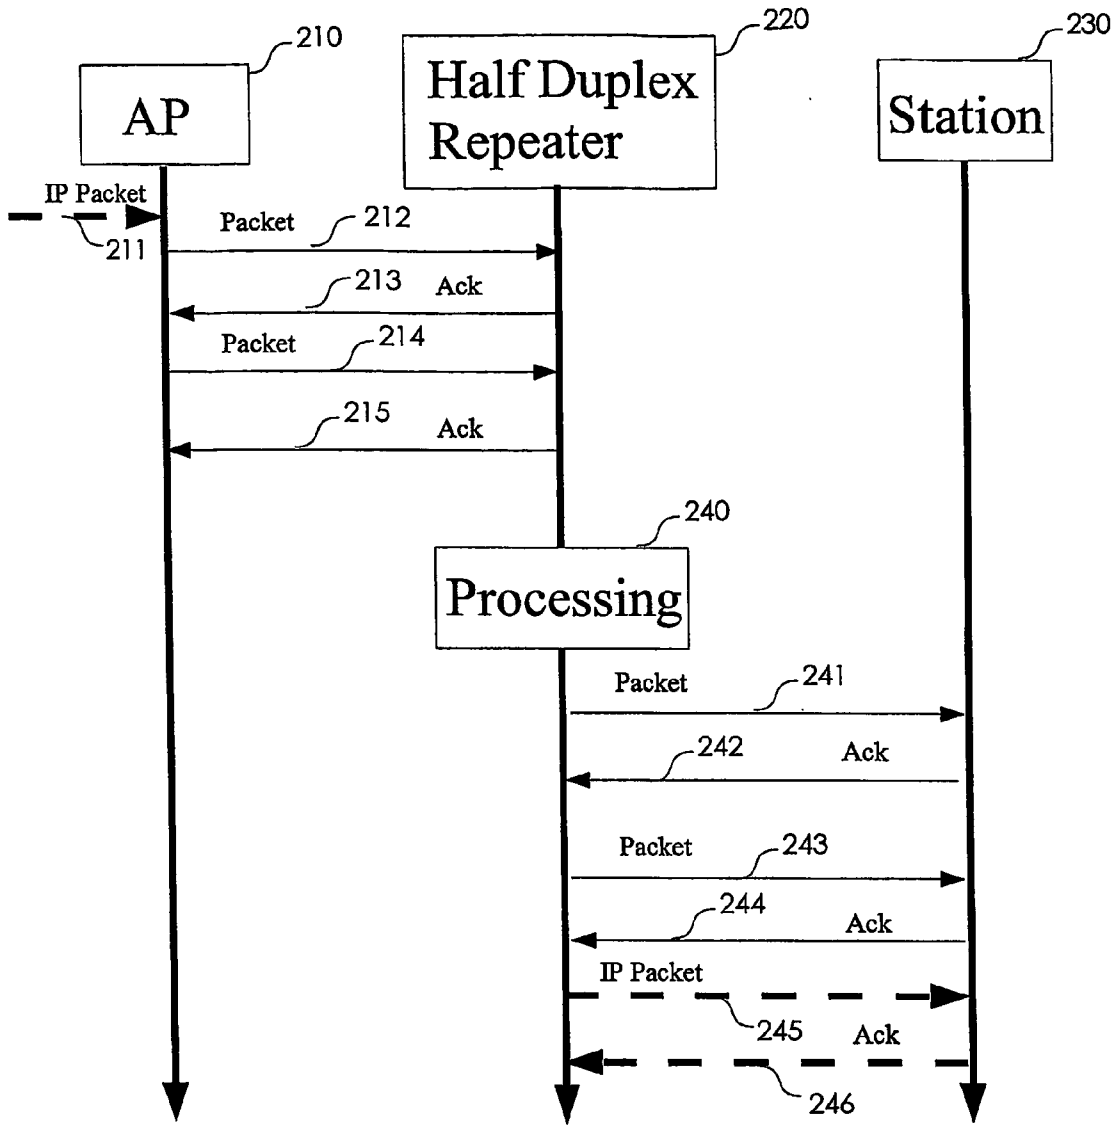 210
220
230
AP
Half Duplex
Repeater
Station
IP Packet
211
Packet
212
213
Ack
Packet
214
215
Ack
240
Processing
Packet
241
242
Ack
Packet
243
244
Ack
IP Packet
245
Ack
246